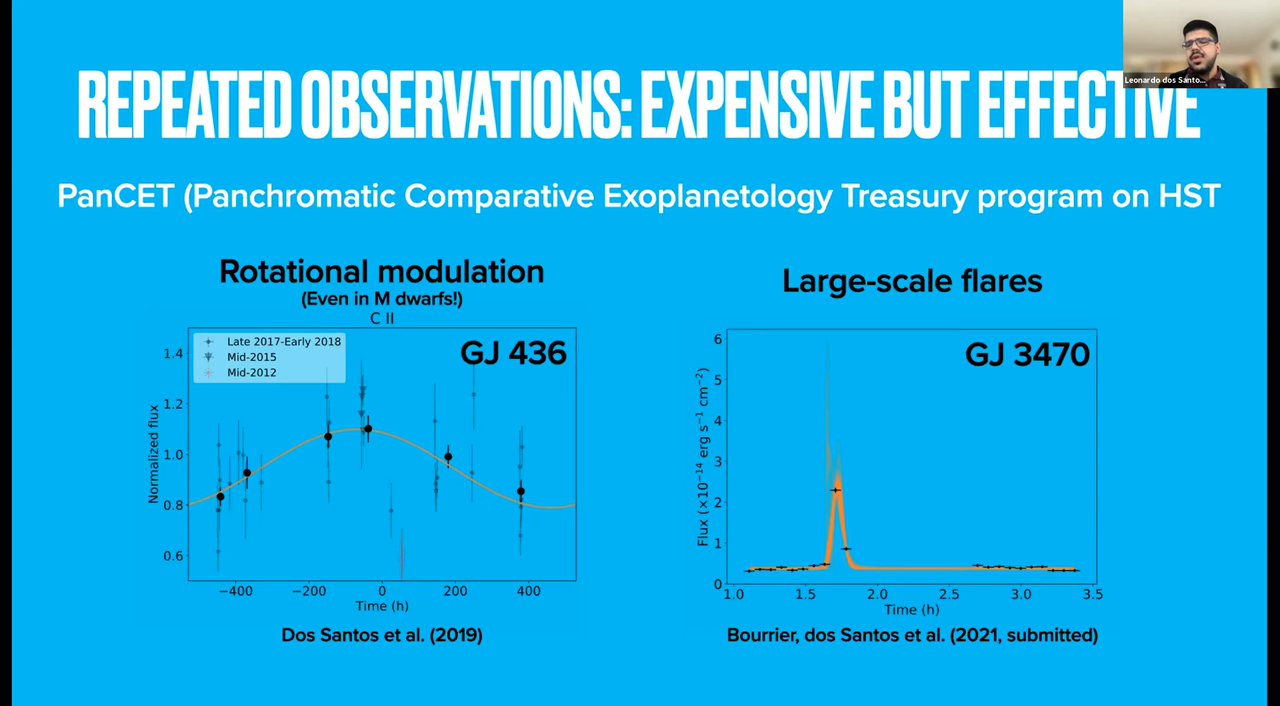 Leonardo dos Santo...
REPEATED OBSERVATIONS: EXPENSIVE BUT EFFECTIVE
PanCET (Panchromatic Comparative Exoplanetology Treasury program on HST
Rotational modulation
(Even in M dwarfs!)
C II
Late 2017-Early 2018
Mid-2015
Mid-2012
GJ 436
Normalized flux
1.4
1.2
1.0
0.8
0.6
−400 −200 0 200 400
Time (h)
Dos Santos et al. (2019)
Large-scale flares
GJ 3470
Flux (×10⁻¹⁴ erg s⁻¹ cm⁻²)
6
5
4
3
2
1
0
1.0 1.5 2.0 2.5 3.0 3.5
Time (h)
Bourrier, dos Santos et al. (2021, submitted)